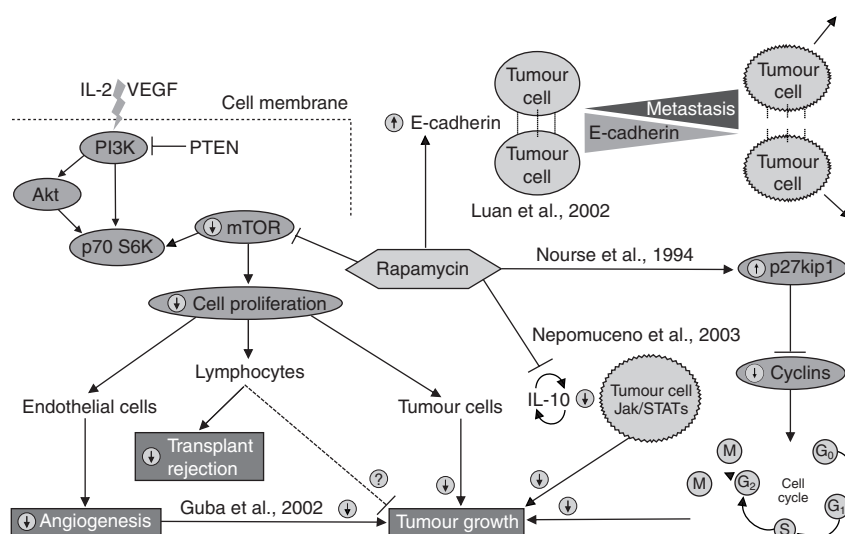 IL-2 VEGF
Cell membrane
PI3K
PTEN
Akt
p70 S6K
mTOR
E-cadherin
Tumour
cell
Tumour
cell
Metastasis
E-cadherin
Tumour
cell
Tumour
cell
Luan et al., 2002
Rapamycin
Nourse et al., 1994
p27kip1
Cell proliferation
Nepomuceno et al., 2003
Cyclins
Lymphocytes
IL-10
Tumour cell
Jak/STATs
Endothelial cells
Tumour cells
Transplant
rejection
?
M
G0
M
G2
Cell
cycle
G1
S
Guba et al., 2002
Angiogenesis
Tumour growth